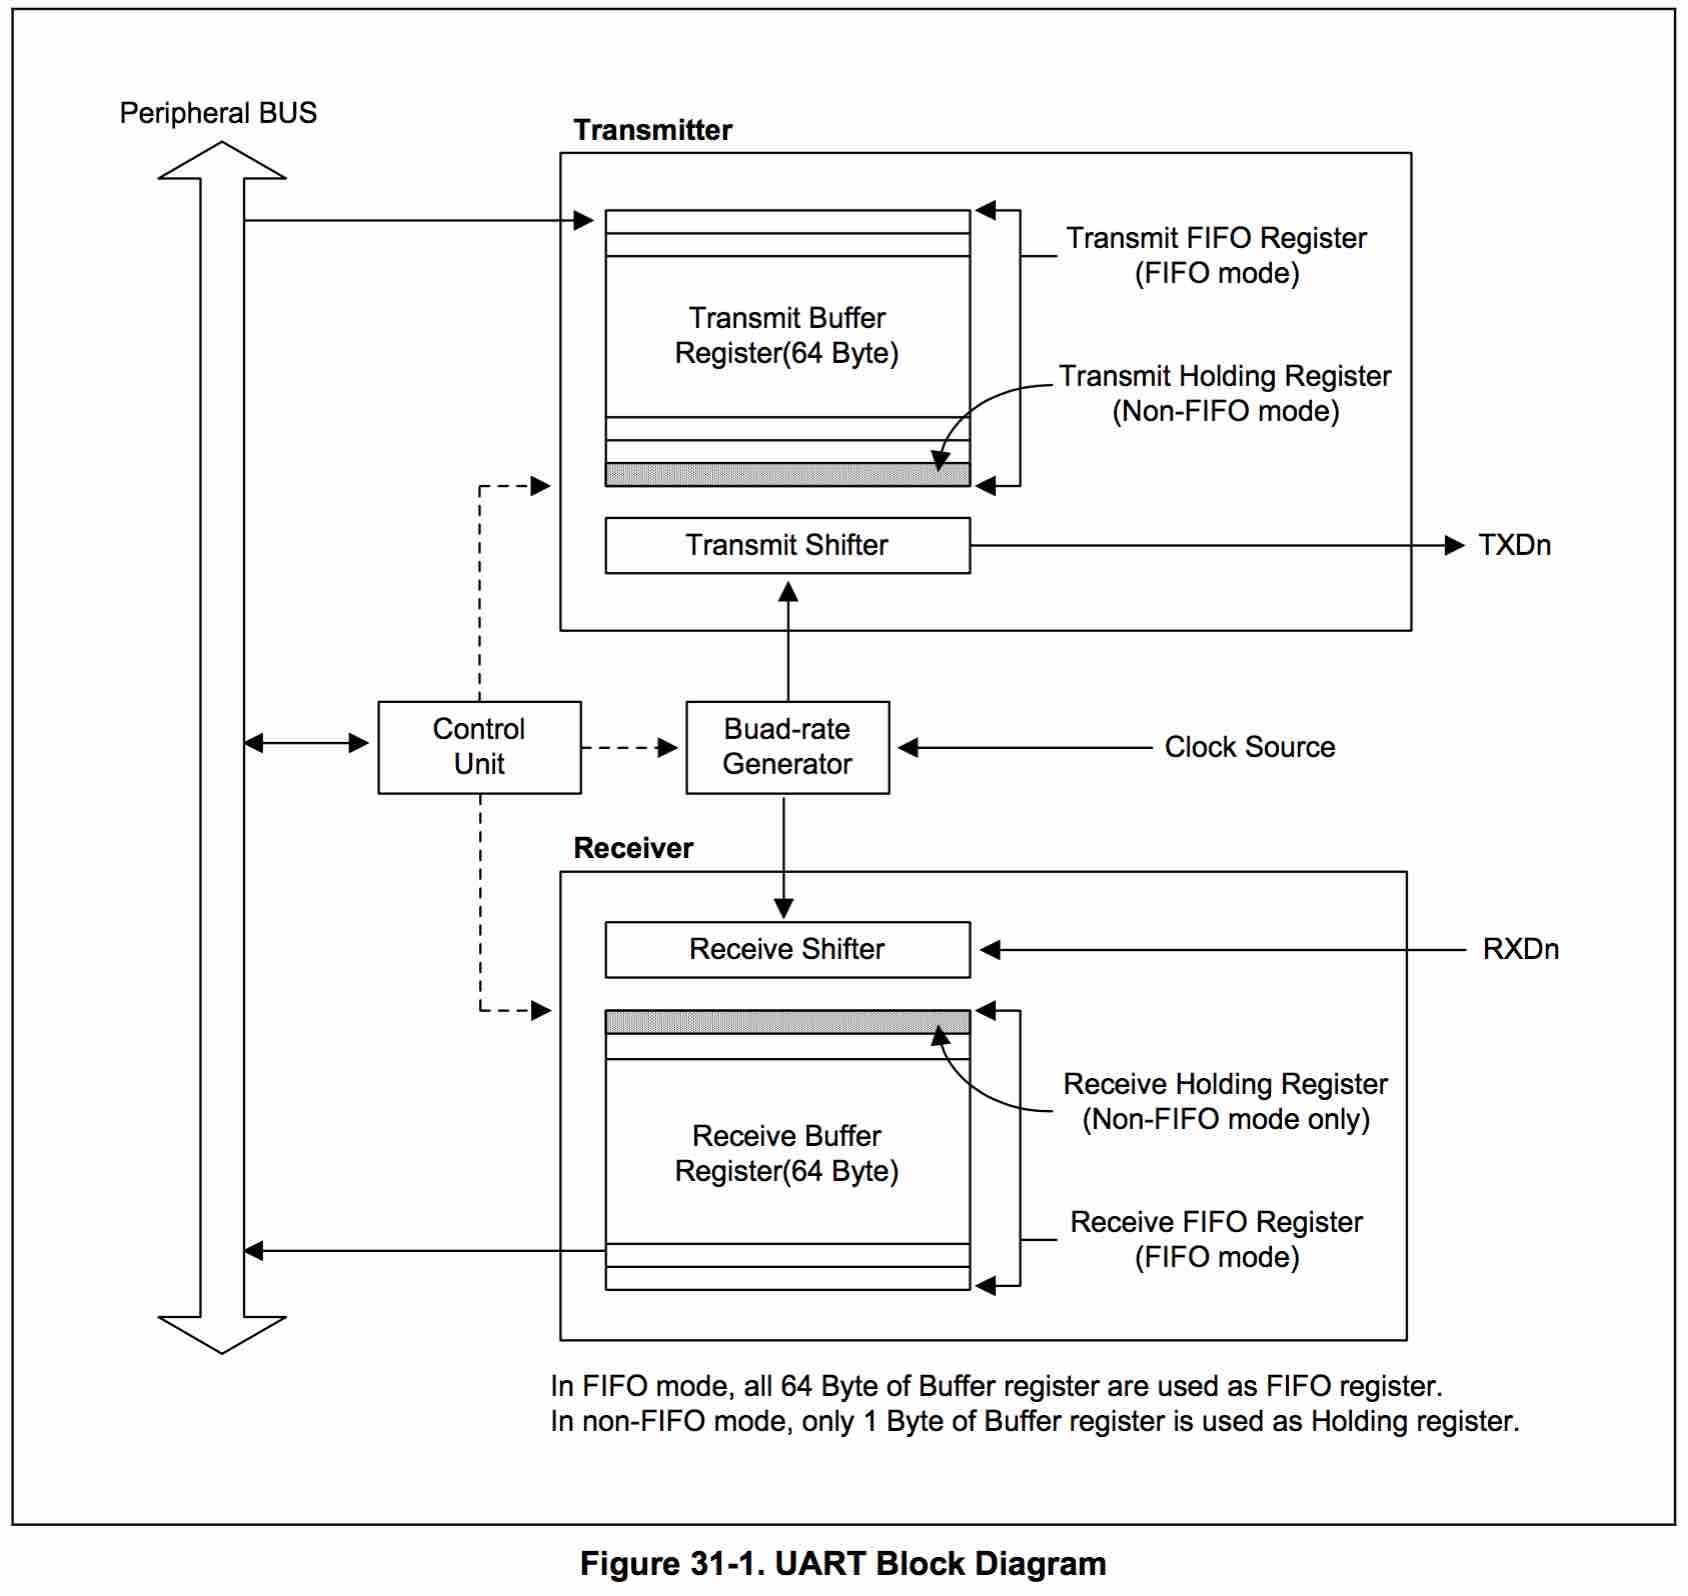 Peripheral BUS
Transmitter
Transmit FIFO Register
(FIFO mode)
Transmit Buffer
Register(64 Byte)
Transmit Holding Register
(Non-FIFO mode)
Transmit Shifter
TXDn
Control
Unit
Buad-rate
Generator
Clock Source
Receiver
Receive Shifter
RXDn
Receive Holding Register
(Non-FIFO mode only)
Receive Buffer
Register(64 Byte)
Receive FIFO Register
(FIFO mode)
In FIFO mode, all 64 Byte of Buffer register are used as FIFO register.
In non-FIFO mode, only 1 Byte of Buffer register is used as Holding register.
Figure 31-1. UART Block Diagram